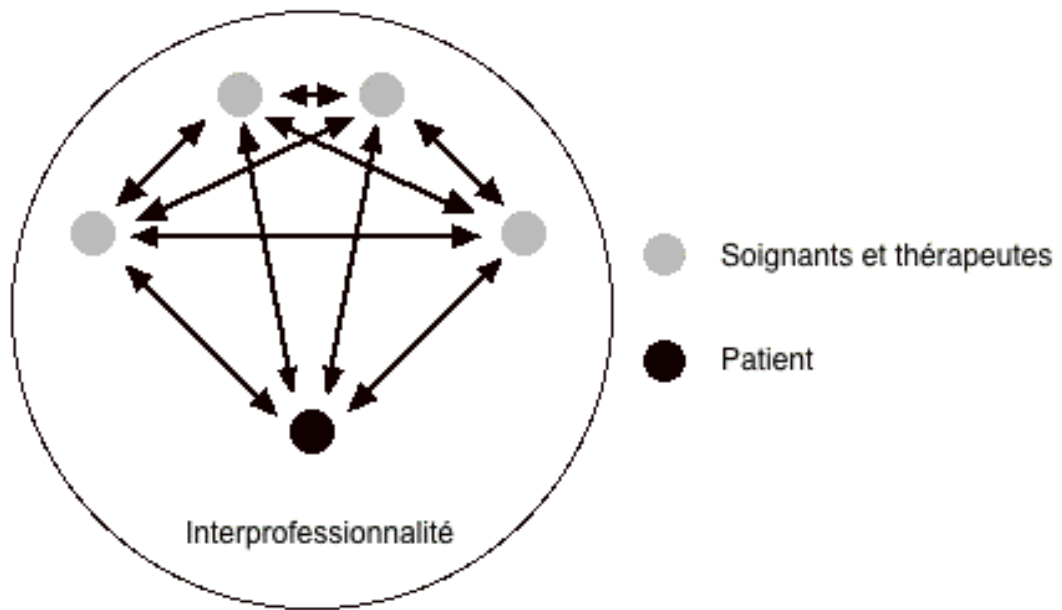 Soignants et thérapeutes
Patient
Interprofessionnalité